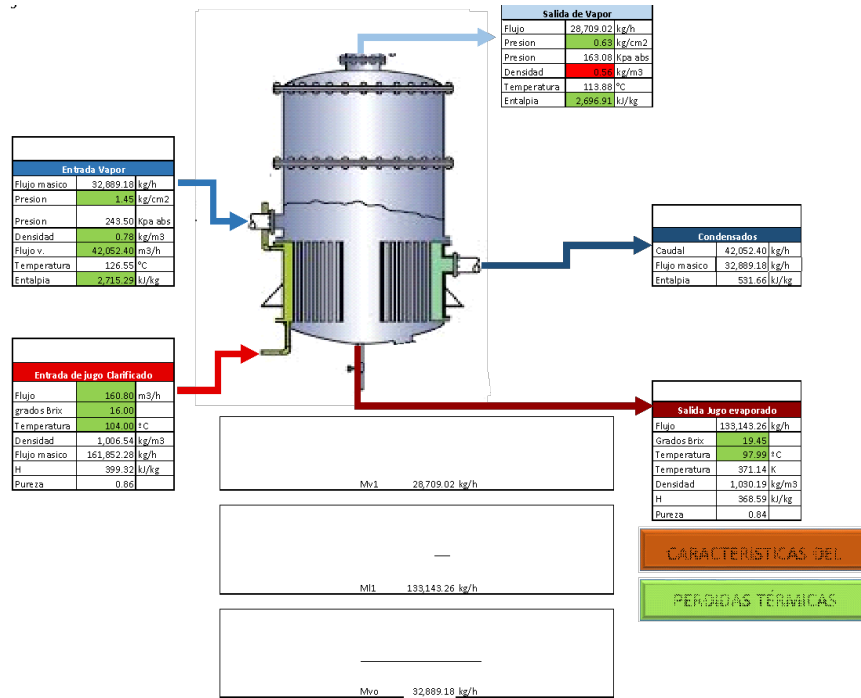 Salida de Vapor
Flujo 28,709.02 kg/h
Presion 0.63 kg/cm2
Presion 163.08 Kpa abs
Densidad 0.56 kg/m3
Temperatura 113.88 °C
Entalpia 2,696.91 kJ/kg
Entrada Vapor
Flujo masico 32,889.18 kg/h
Presion 1.45 kg/cm2
Presion 243.50 Kpa abs
Densidad 0.78 kg/m3
Flujo v. 42,052.40 m3/h
Temperatura 126.55 °C
Entalpia 2,715.29 kJ/kg
Condensados
Caudal 42,052.40 kg/h
Flujo masico 32,889.18 kg/h
Entalpia 531.66 kJ/kg
Entrada de jugo Clarificado
Flujo 160.80 m3/h
grados Brix 16.00
Temperatura 104.00 ºC
Densidad 1,006.54 kg/m3
Flujo masico 161,852.28 kg/h
H 399.32 kJ/kg
Pureza 0.86
Salida Jugo evaporado
Flujo 133,143.26 kg/h
Grados Brix 19.45
Temperatura 97.99 ºC
Temperatura 371.14 K
Densidad 1,030.19 kg/m3
H 368.59 kJ/kg
Pureza 0.84
Mv1 28,709.02 kg/h
Ml1 133,143.26 kg/h
Mvo 32,889.18 kg/h
CARACTERISTICAS DEL
PERDIDAS TÉRMICAS